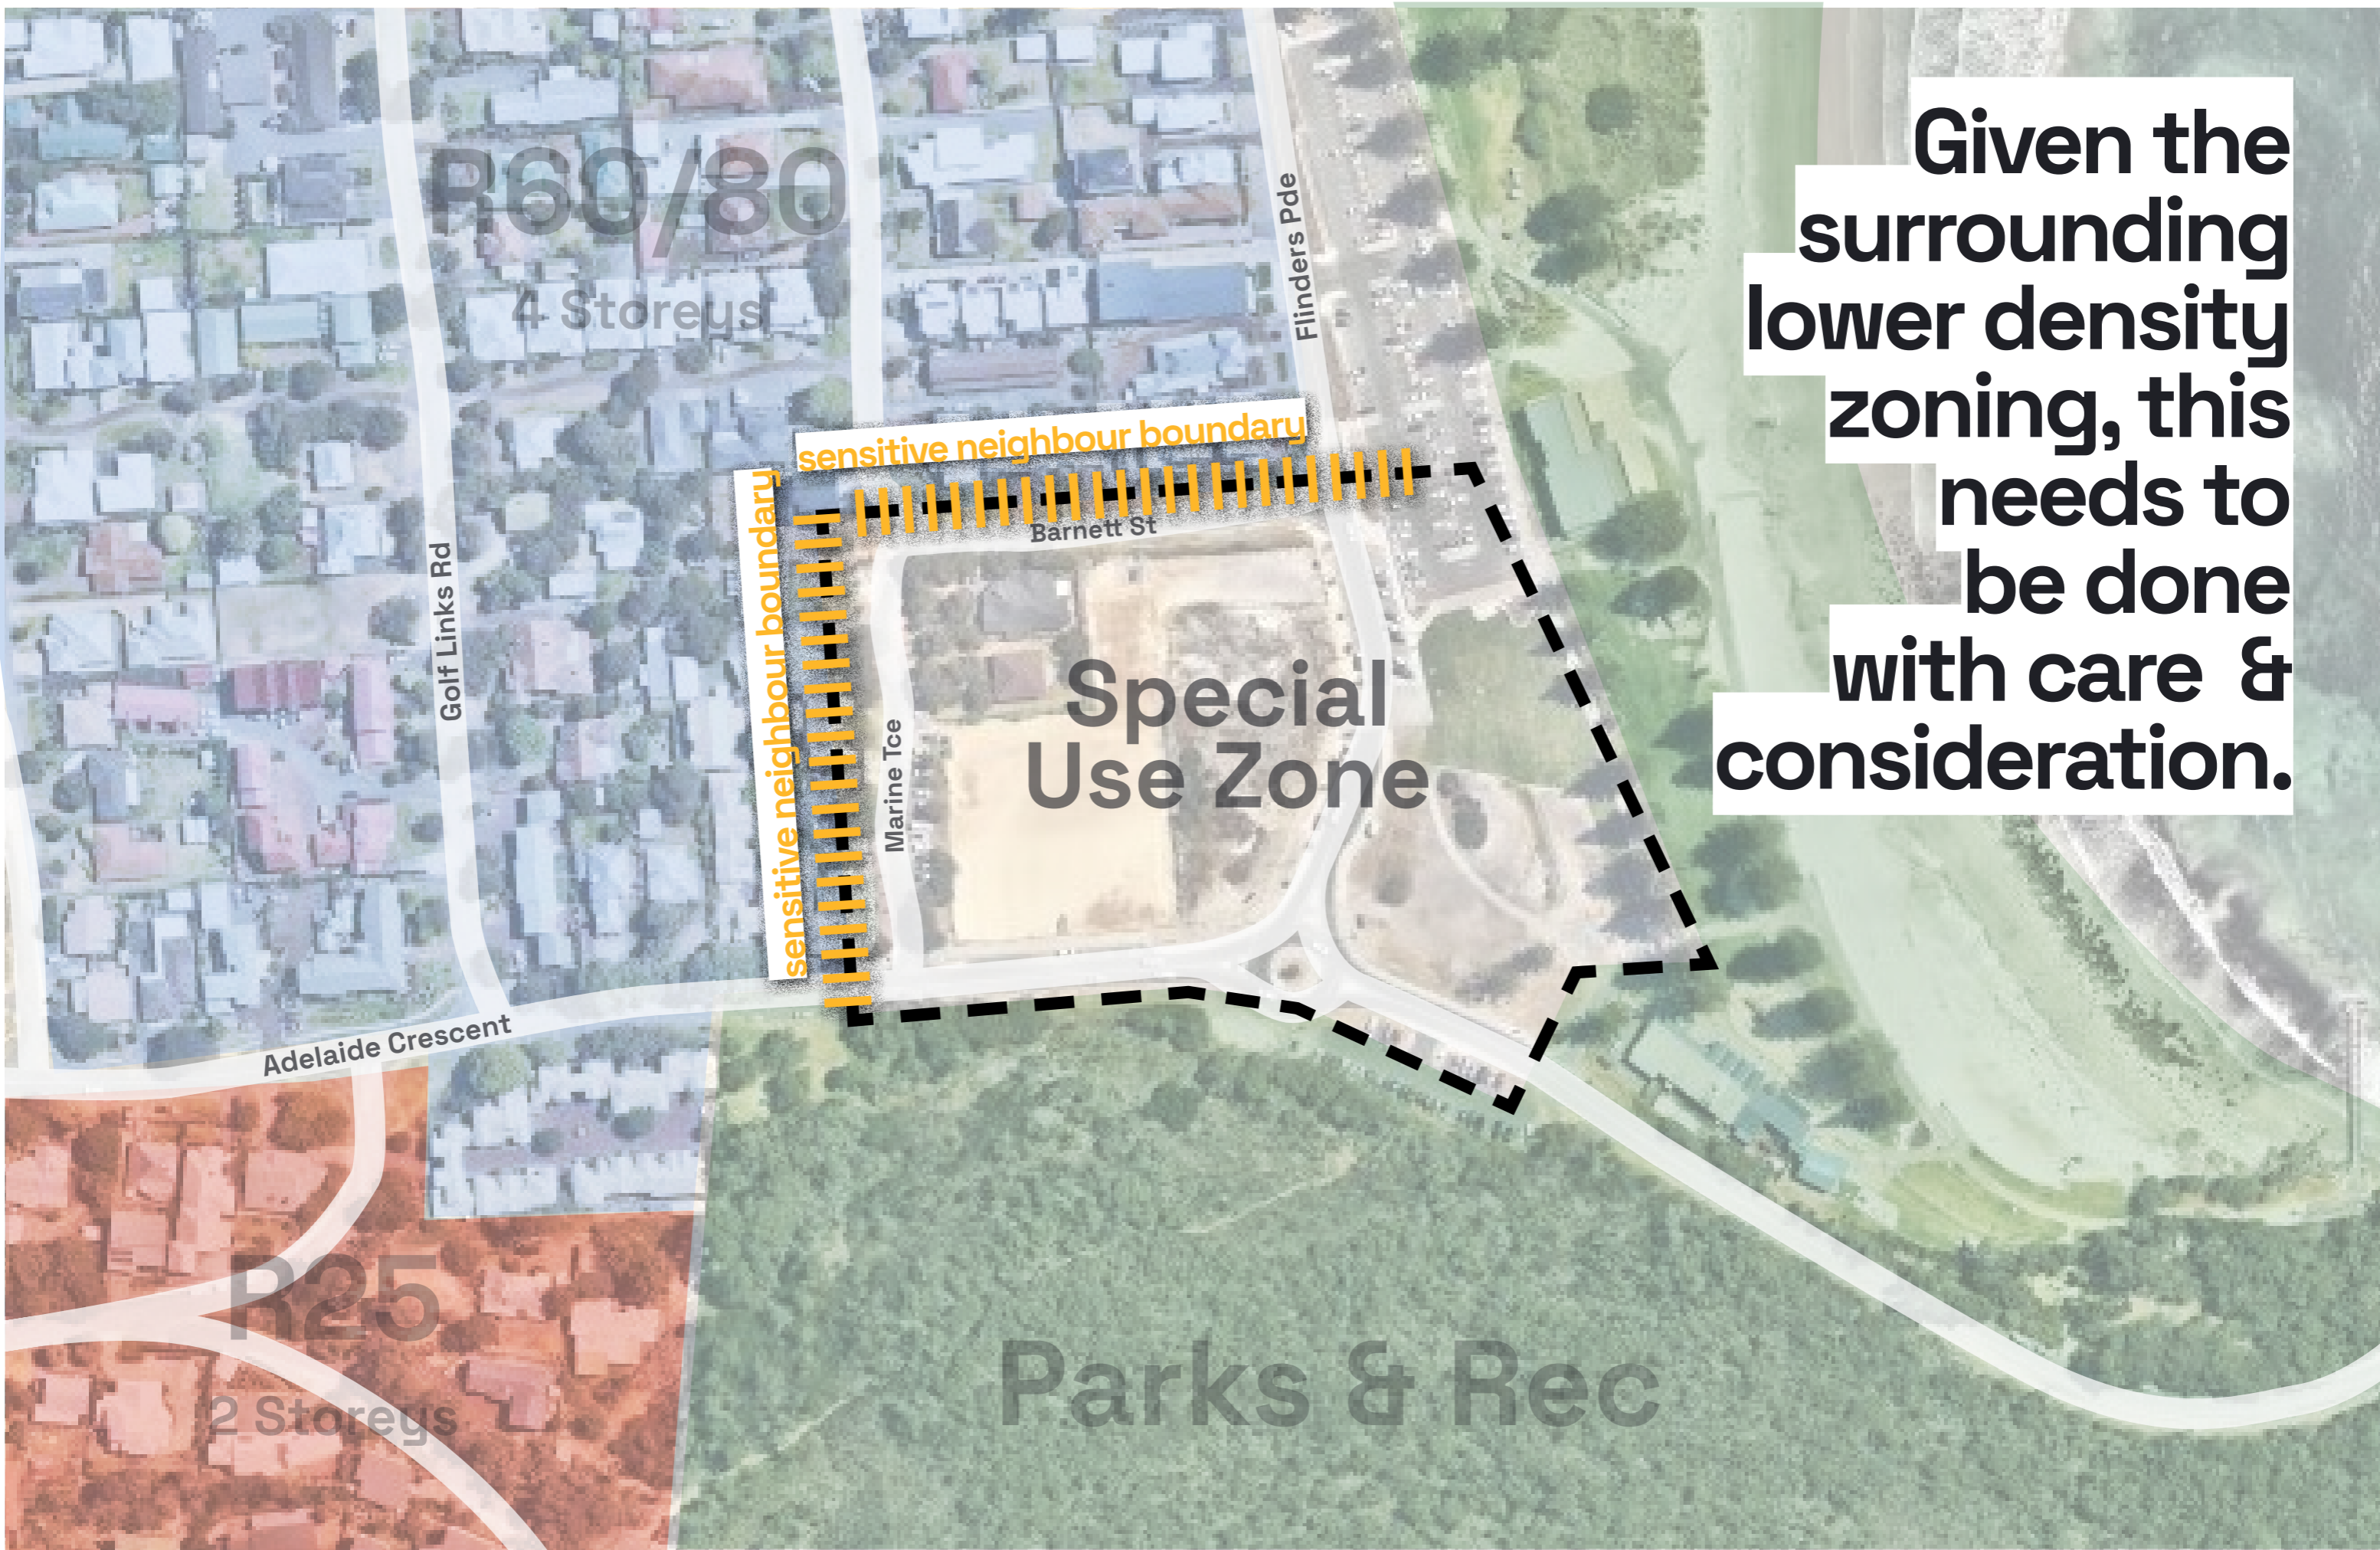 Given the
surrounding
lower density
zoning, this
needs to
be done
with care &
consideration.
R60/80
4 Storeys
Flinders Pde
sensitive neighbour boundary
sensitive neighbour boundary
Barnett St
Golf Links Rd
Marine Tce
Special
Use Zone
Adelaide Crescent
R25
2 Storeys
Parks & Rec